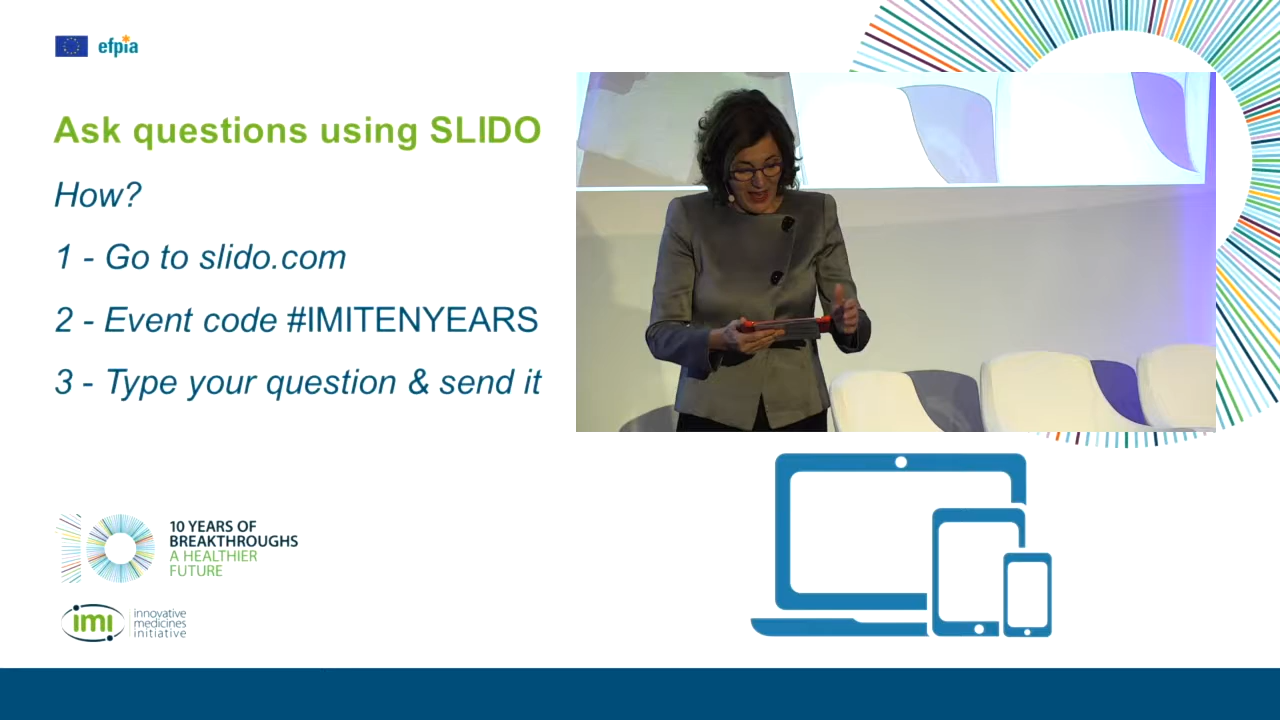 efpia
Ask questions using SLIDO
How?
1 - Go to slido.com
2 - Event code #IMITENYEARS
3 - Type your question & send it
10 YEARS OF
BREAKTHROUGHS
A HEALTHIER
FUTURE
imi
innovative
medicines
initiative